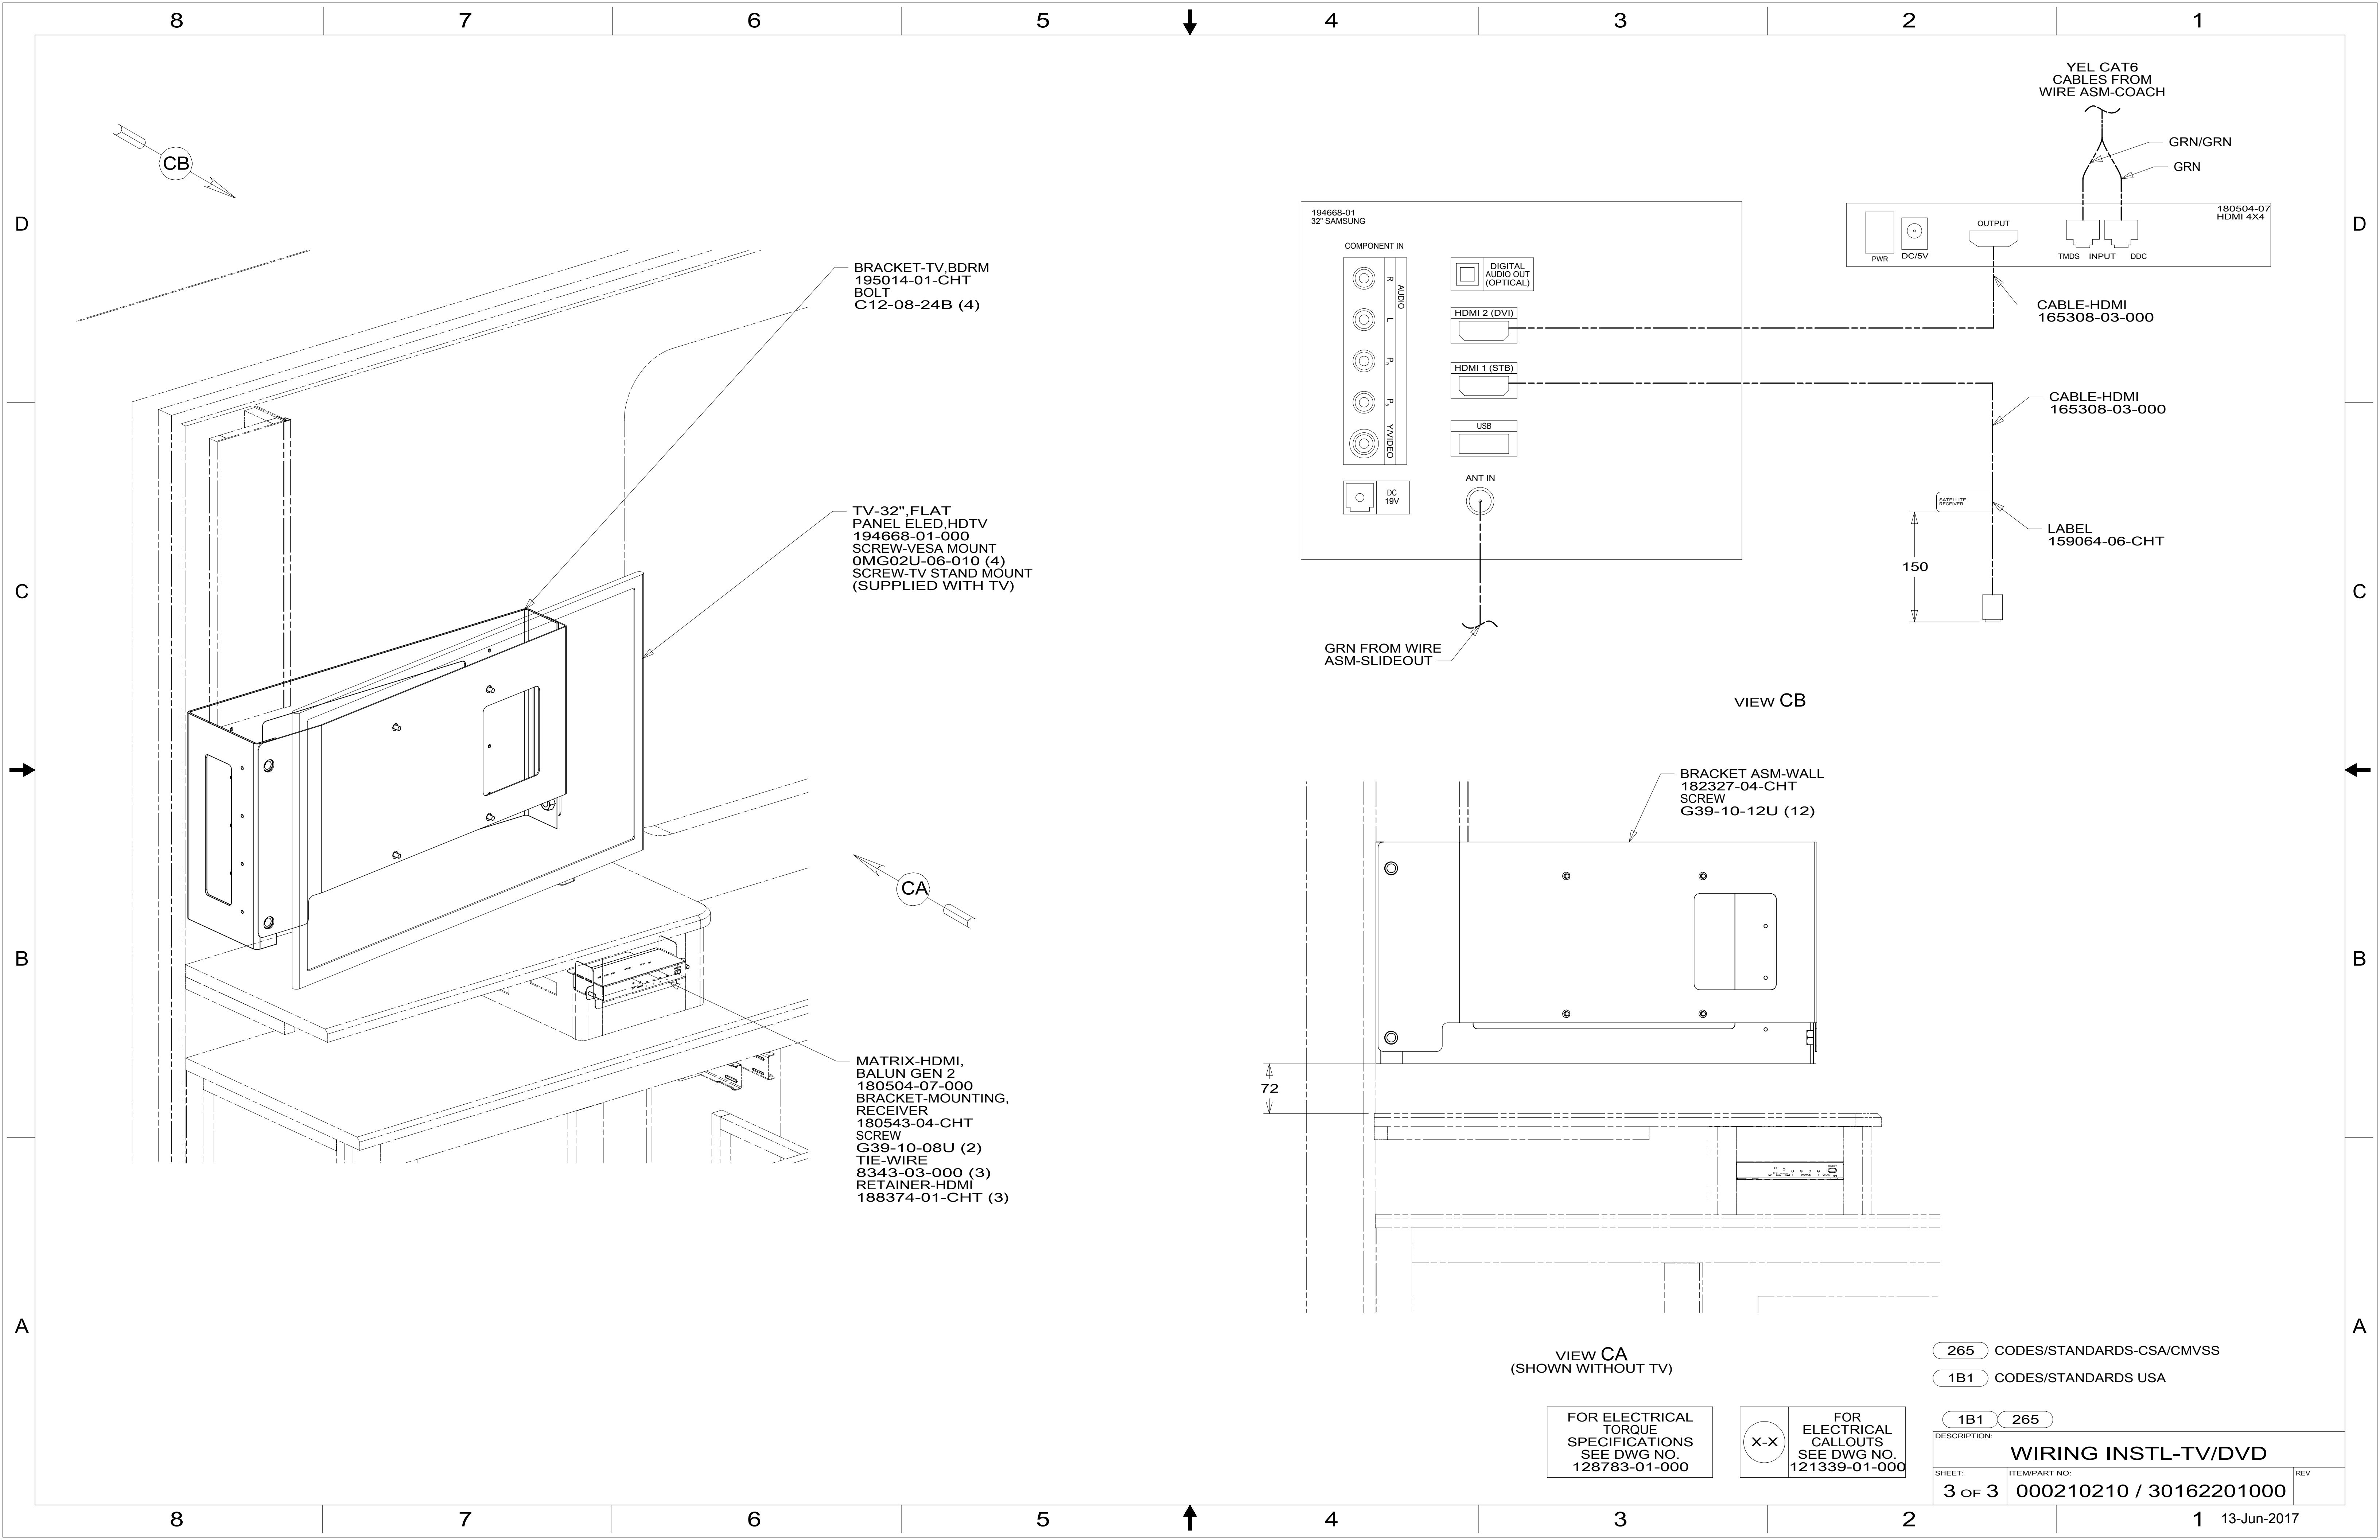 8 7 6 5 4 3 2 1
D
C
B
A
CB
BRACKET-TV,BDRM
195014-01-CHT
BOLT
C12-08-24B (4)
TV-32",FLAT
PANEL ELED,HDTV
194668-01-000
SCREW-VESA MOUNT
0MG02U-06-010 (4)
SCREW-TV STAND MOUNT
(SUPPLIED WITH TV)
CA
MATRIX-HDMI,
BALUN GEN 2
180504-07-000
BRACKET-MOUNTING,
RECEIVER
180543-04-CHT
SCREW
G39-10-08U (2)
TIE-WIRE
8343-03-000 (3)
RETAINER-HDMI
188374-01-CHT (3)
194668-01
32" SAMSUNG
COMPONENT IN
R
L
AUDIO
P
P
Y/VIDEO
DIGITAL
AUDIO OUT
(OPTICAL)
HDMI 2 (DVI)
HDMI 1 (STB)
USB
DC
19V
ANT IN
GRN FROM WIRE
ASM-SLIDEOUT
YEL CAT6
CABLES FROM
WIRE ASM-COACH
GRN/GRN
GRN
180504-07
HDMI 4X4
PWR
DC/5V
OUTPUT
TMDS INPUT DDC
CABLE-HDMI
165308-03-000
CABLE-HDMI
165308-03-000
SATELLITE
RECEIVER
LABEL
159064-06-CHT
150
VIEW CB
BRACKET ASM-WALL
182327-04-CHT
SCREW
G39-10-12U (12)
72
VIEW CA
(SHOWN WITHOUT TV)
265 CODES/STANDARDS-CSA/CMVSS
1B1 CODES/STANDARDS USA
FOR ELECTRICAL
TORQUE
SPECIFICATIONS
SEE DWG NO.
128783-01-000
X-X
FOR
ELECTRICAL
CALLOUTS
SEE DWG NO.
121339-01-000
1B1 265
DESCRIPTION:
WIRING INSTL-TV/DVD
SHEET:
3 OF 3
ITEM/PART NO:
000210210 / 30162201000
REV
D
C
B
A
8 7 6 5 4 3 2 1
13-Jun-2017